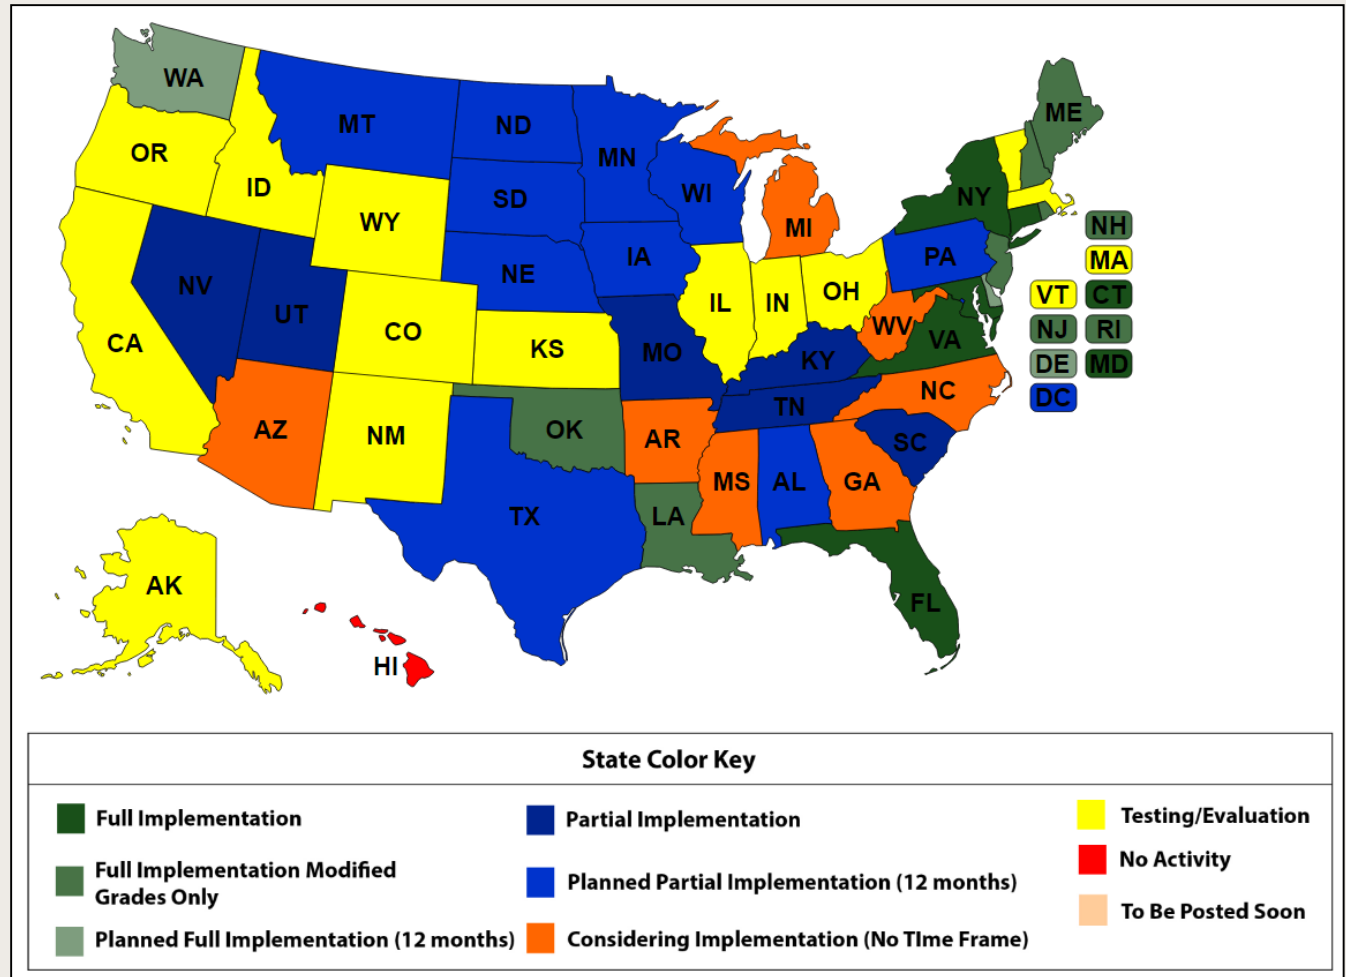 WA
ME
MT
ND
OR
MN
ID
SD
WI
NY
WY
MI
NH
IA
PA
MA
NE
NV
OH
VT
CT
IL
IN
UT
WV
NJ
RI
CO
VA
CA
KS
MO
KY
DE
MD
NC
DC
TN
AZ
NM
OK
AR
SC
MS
AL
GA
TX
LA
AK
FL
HI
State Color Key
Full Implementation
Partial Implementation
Testing/Evaluation
Full Implementation Modified
Grades Only
Planned Partial Implementation (12 months)
No Activity
Planned Full Implementation (12 months)
Considering Implementation (No TIme Frame)
To Be Posted Soon